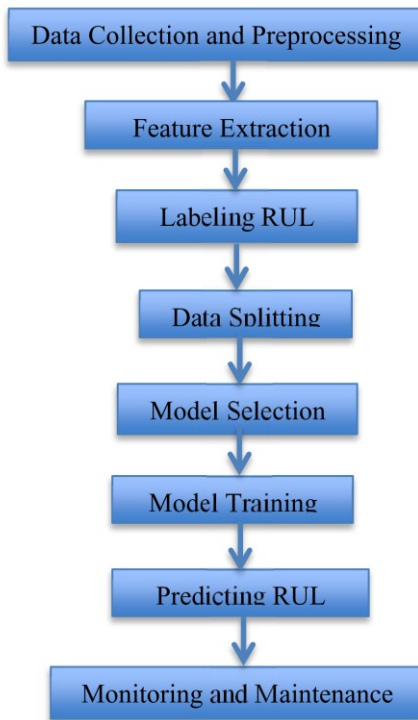 Data Collection and Preprocessing
Feature Extraction
Labeling RUL
Data Splitting
Model Selection
Model Training
Predicting RUL
Monitoring and Maintenance